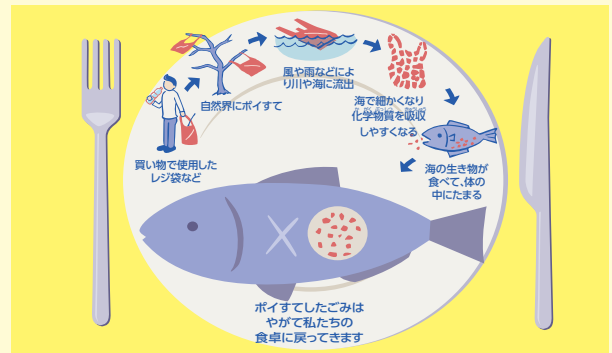 買い物で使用した
レジ袋など
自然界にポイすて
風や雨などによ
り川や海に流出
海で細かくなり
化学物質を吸収
しやすくなる
海の生き物が
食べて、体の
中にたまる
ポイすてしたごみは
やがて私たちの
食卓に戻ってきます